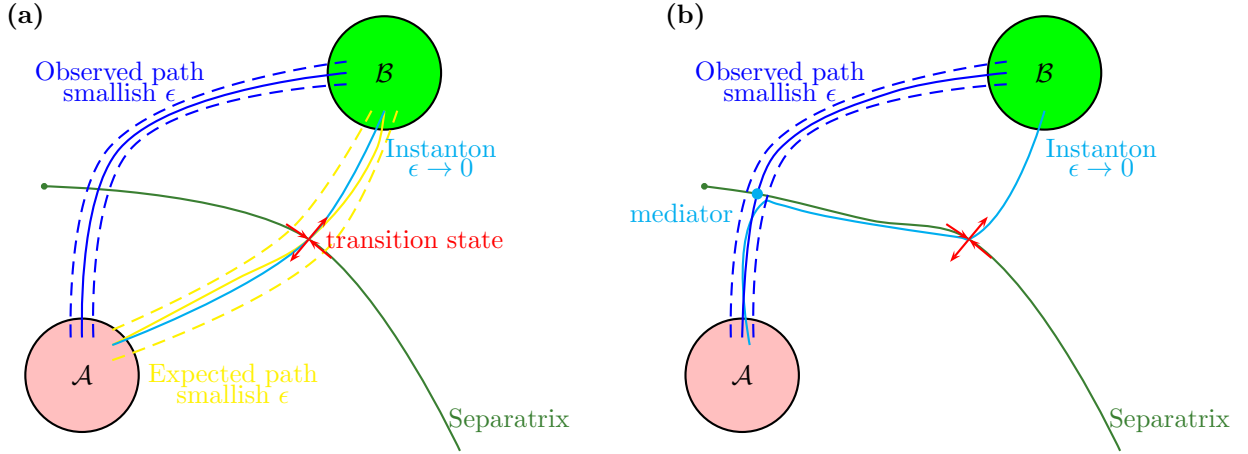 (a)
Observed path
smallish ϵ
ℬ
Instanton
ϵ → 0
transition state
𝒜
Expected path
smallish ϵ
Separatrix
(b)
Observed path
smallish ϵ
ℬ
Instanton
ϵ → 0
mediator
𝒜
Separatrix